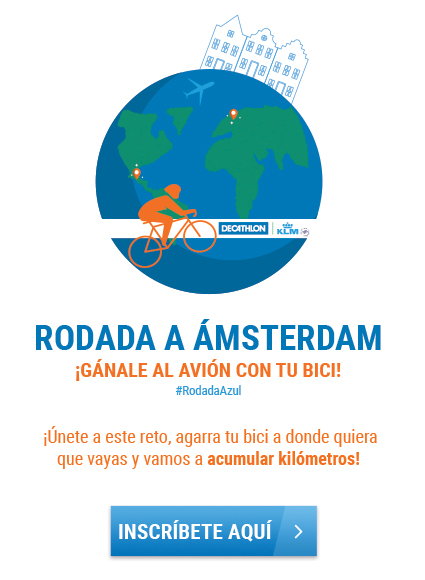 DECATHLON
KLM
RODADA A ÁMSTERDAM
¡GÁNALE AL AVIÓN CON TU BICI!
#RodadaAzul
¡Únete a este reto, agarra tu bici a donde quiera
que vayas y vamos a acumular kilómetros!
INSCRÍBETE AQUÍ